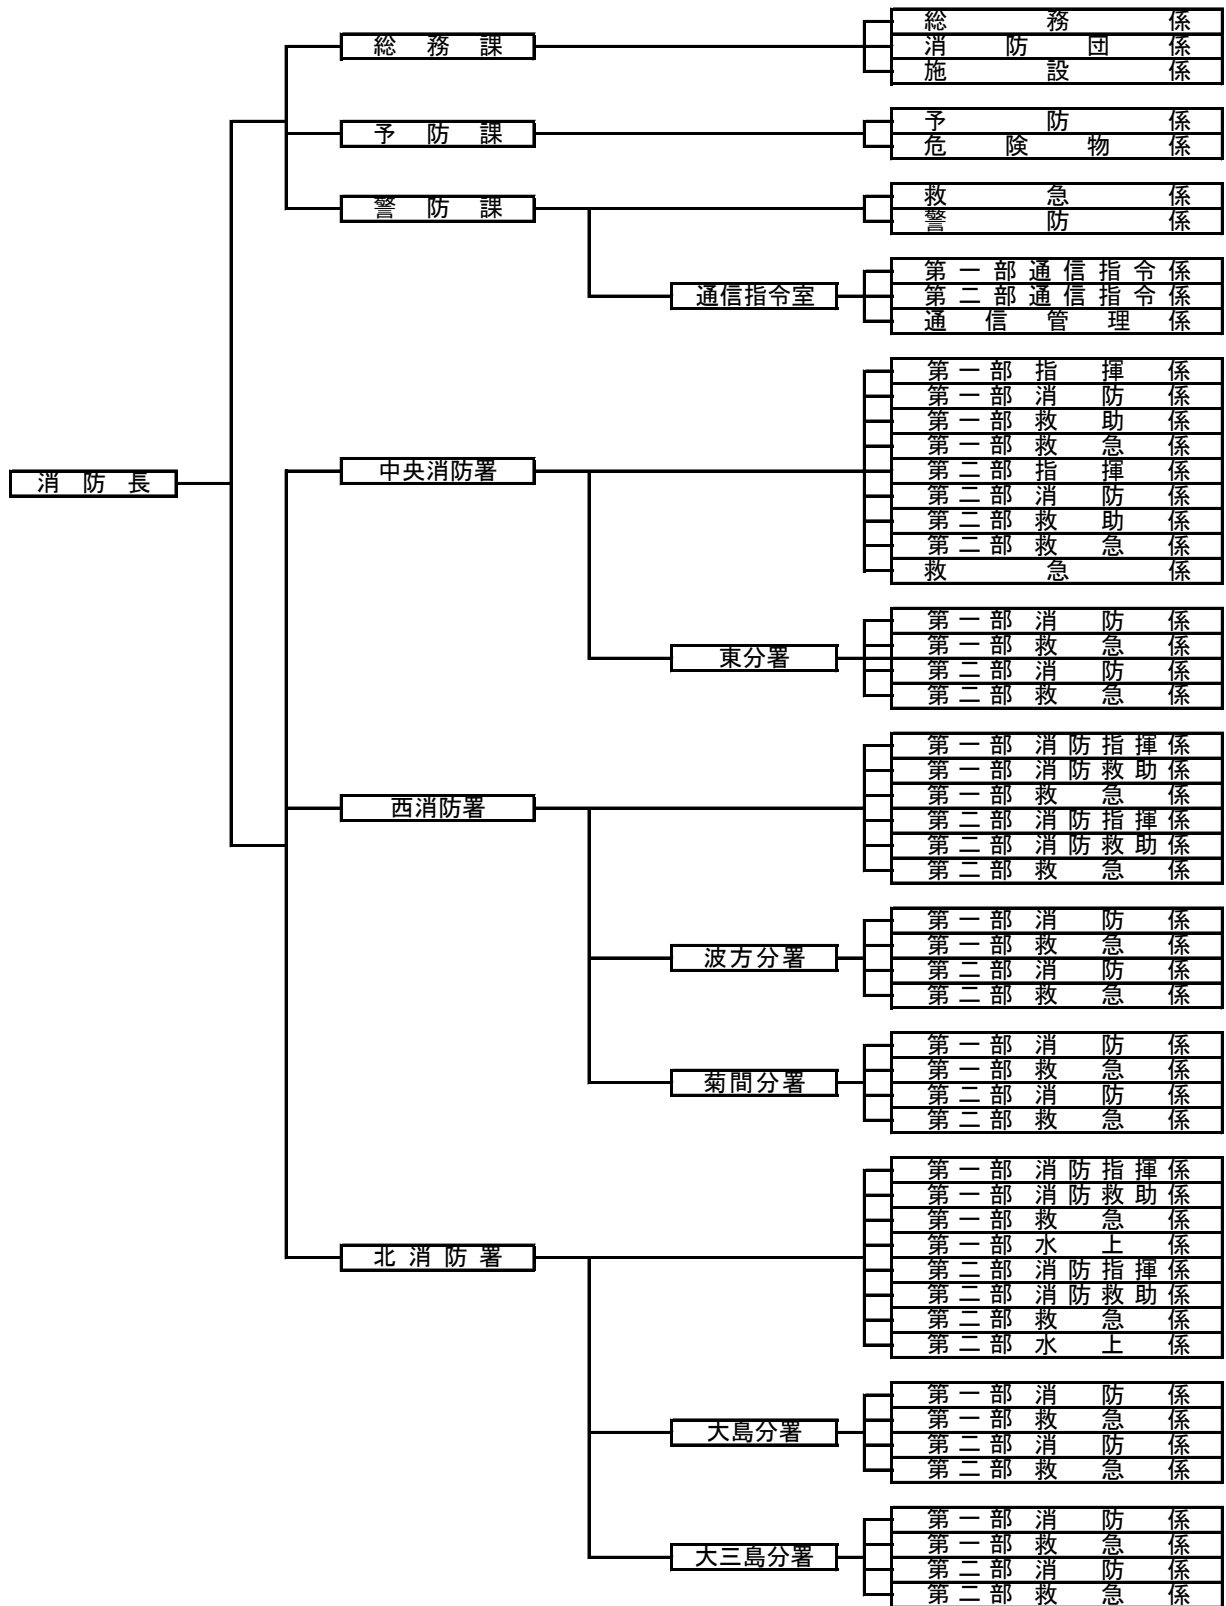 総務係
総務課
消防団係
施設係
予防係
予防課
危険物係
救急係
警防課
警防係
第一部通信指令係
通信指令室
第二部通信指令係
通信管理係
第一部指揮係
第一部消防係
第一部救助係
第一部救急係
中央消防署
第二部指揮係
消防長
第二部消防係
第二部救助係
第二部救急係
救急係
第一部消防係
第一部救急係
東分署
第二部消防係
第二部救急係
第一部消防指揮係
第一部消防救助係
第一部救急係
西消防署
第二部消防指揮係
第二部消防救助係
第二部救急係
第一部消防係
第一部救急係
波方分署
第二部消防係
第二部救急係
第一部消防係
第一部救急係
菊間分署
第二部消防係
第二部救急係
第一部消防指揮係
第一部消防救助係
第一部救急係
第一部水上係
北消防署
第二部消防指揮係
第二部消防救助係
第二部救急係
第二部水上係
第一部消防係
第一部救急係
大島分署
第二部消防係
第二部救急係
第一部消防係
第一部救急係
大三島分署
第二部消防係
第二部救急係